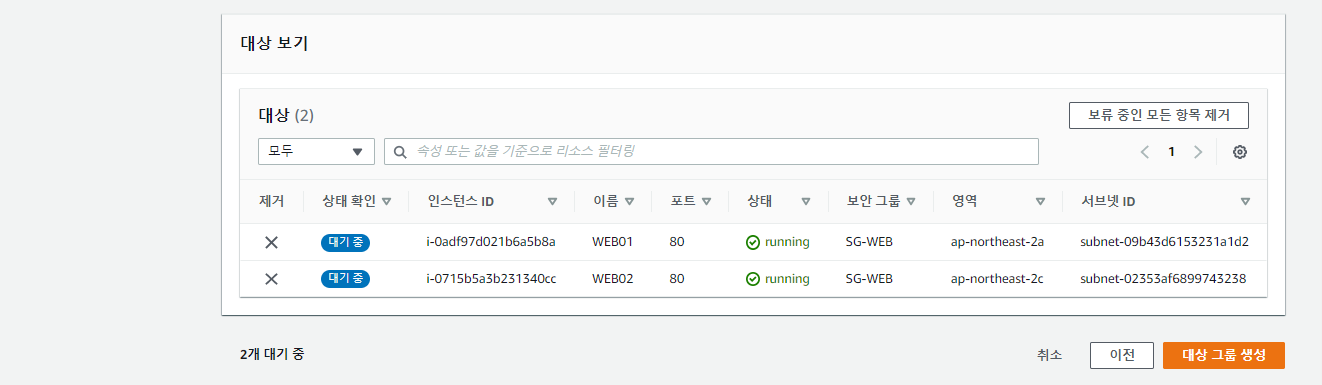 대상 보기
대상 (2)
보류 중인 모든 항목 제거
모두 속성 또는 값을 기준으로 리소스 필터링 1
제거 상태 확인 인스턴스 ID 이름 포트 상태 보안 그룹 영역 서브넷 ID
대기 중 i-0adf97d021b6a5b8a WEB01 80 running SG-WEB ap-northeast-2a subnet-09b43d6153231a1d2
대기 중 i-0715b5a3b231340cc WEB02 80 running SG-WEB ap-northeast-2c subnet-02353af6899743238
2개 대기 중 취소 이전 대상 그룹 생성